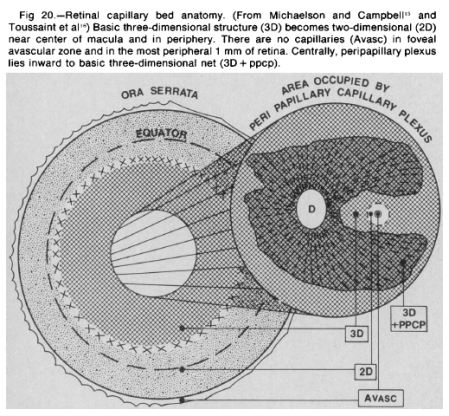 Fig 20.—Retinal capillary bed anatomy. (From Michaelson and Campbell¹³ and
Toussaint et al¹⁴) Basic three-dimensional structure (3D) becomes two-dimensional (2D)
near center of macula and in periphery. There are no capillaries (Avasc) in foveal
avascular zone and in the most peripheral 1 mm of retina. Centrally, peripapillary plexus
lies inward to basic three-dimensional net (3D + ppcp).
AREA OCCUPIED BY
PERI PAPILLARY CAPILLARY PLEXUS
ORA SERRATA
EQUATOR
D
3D
+PPCP
3D
2D
AVASC